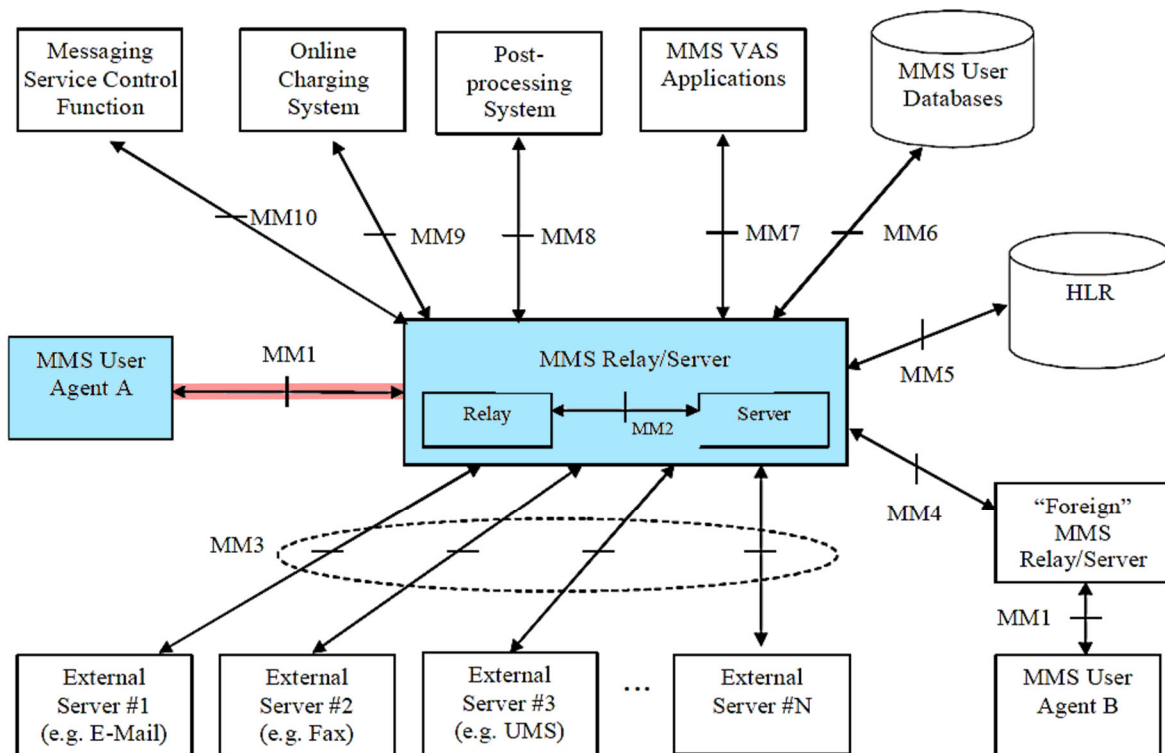 Messaging
Service Control
Function
Online
Charging
System
Post-
processing
System
MMS VAS
Applications
MMS User
Databases
MM10
MM9
MM8
MM7
MM6
HLR
MMS User
Agent A
MM1
MMS Relay/Server
MM5
Relay
MM2
Server
MM4
"Foreign"
MMS
Relay/Server
MM3
MM1
External
Server #1
(e.g. E-Mail)
External
Server #2
(e.g. Fax)
External
Server #3
(e.g. UMS)
...
External
Server #N
MMS User
Agent B